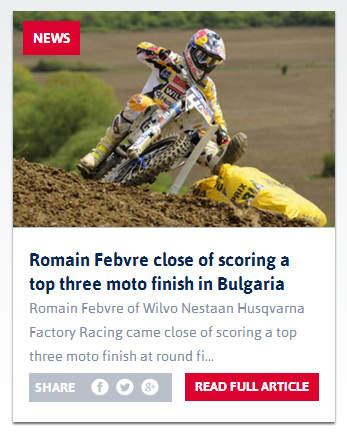 NEWS
Romain Febvre close of scoring a
top three moto finish in Bulgaria
Romain Febvre of Wilvo Nestaan Husqvarna
Factory Racing came close of scoring a top
three moto finish at round fi...
SHARE
READ FULL ARTICLE